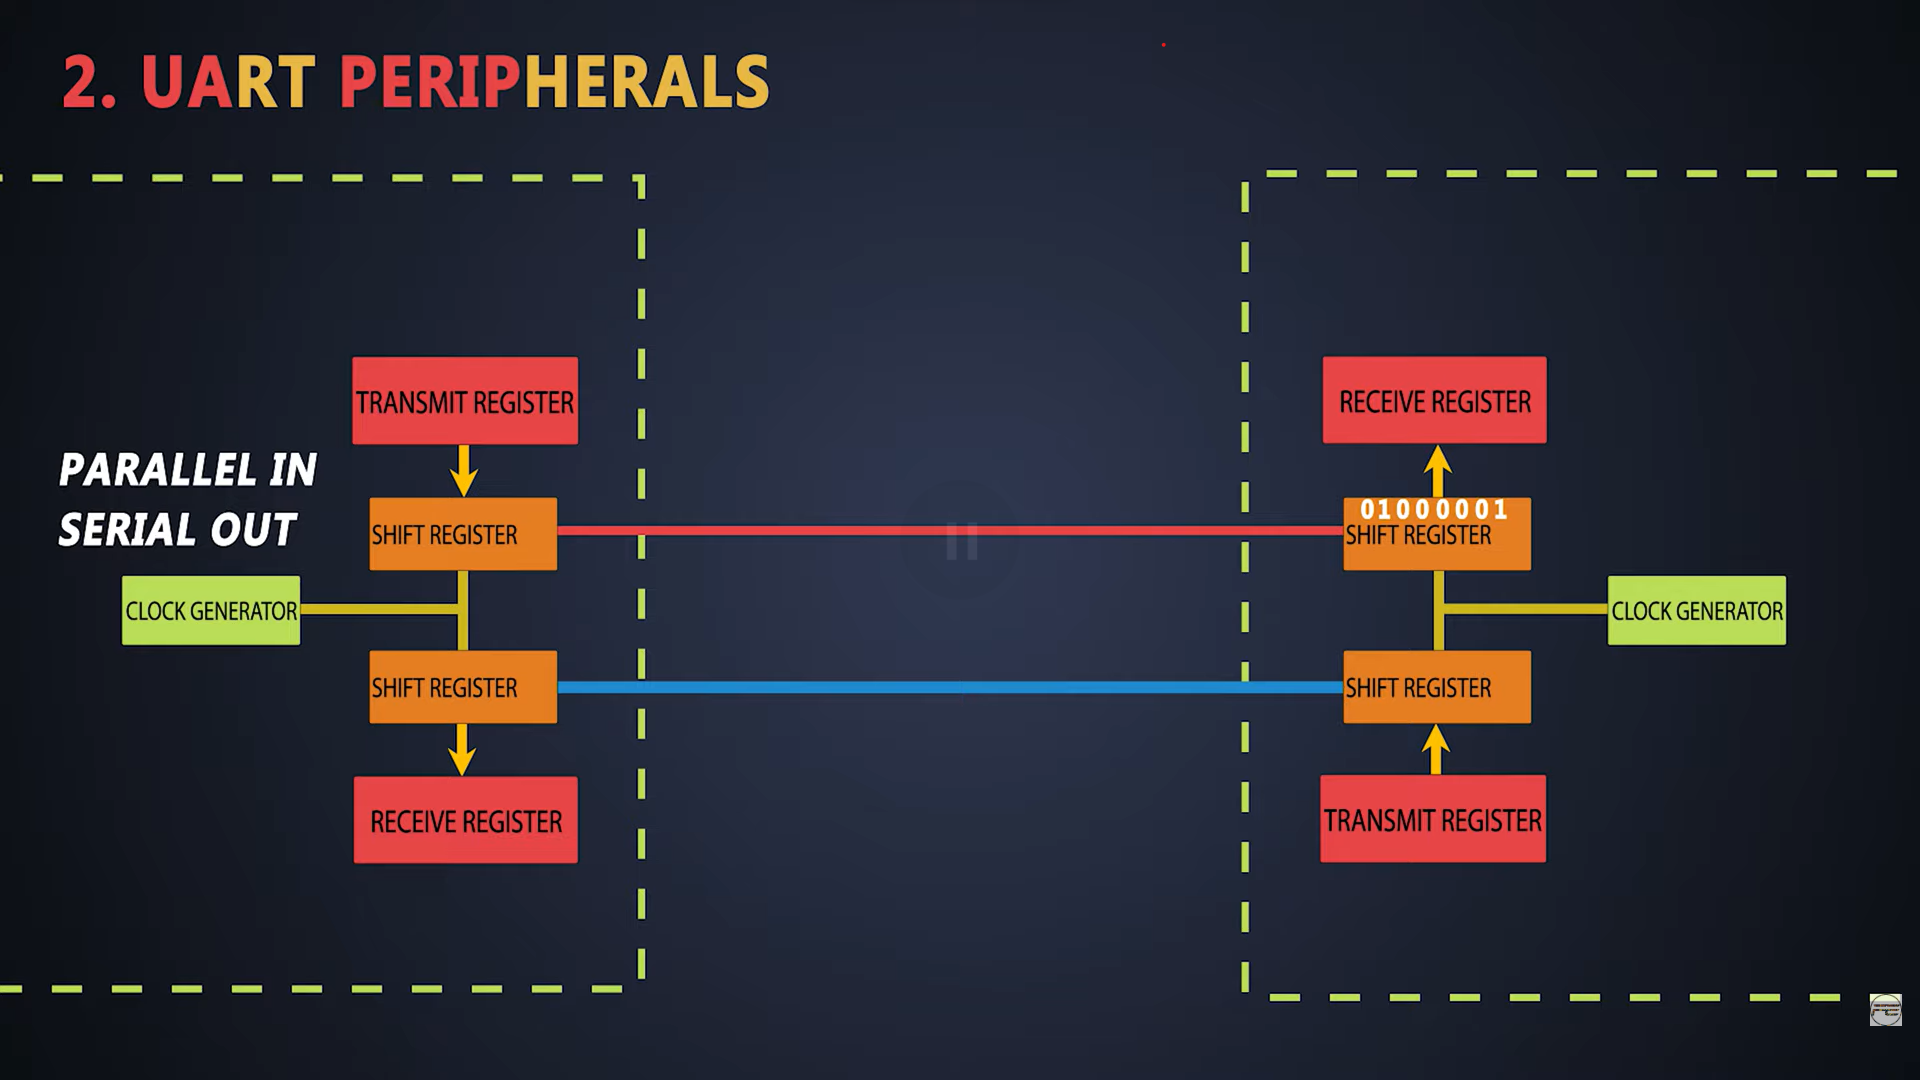 2. UART PERIPHERALS
TRANSMIT REGISTER
RECEIVE REGISTER
PARALLEL IN
SERIAL OUT
SHIFT REGISTER
01000001
SHIFT REGISTER
CLOCK GENERATOR
CLOCK GENERATOR
SHIFT REGISTER
SHIFT REGISTER
RECEIVE REGISTER
TRANSMIT REGISTER